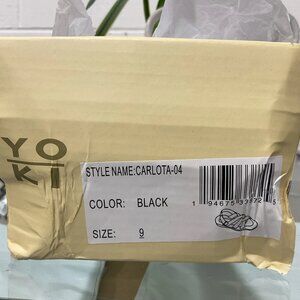 YO
KI
STYLE NAME:CARLOTA-04
COLOR: BLACK
SIZE: 9